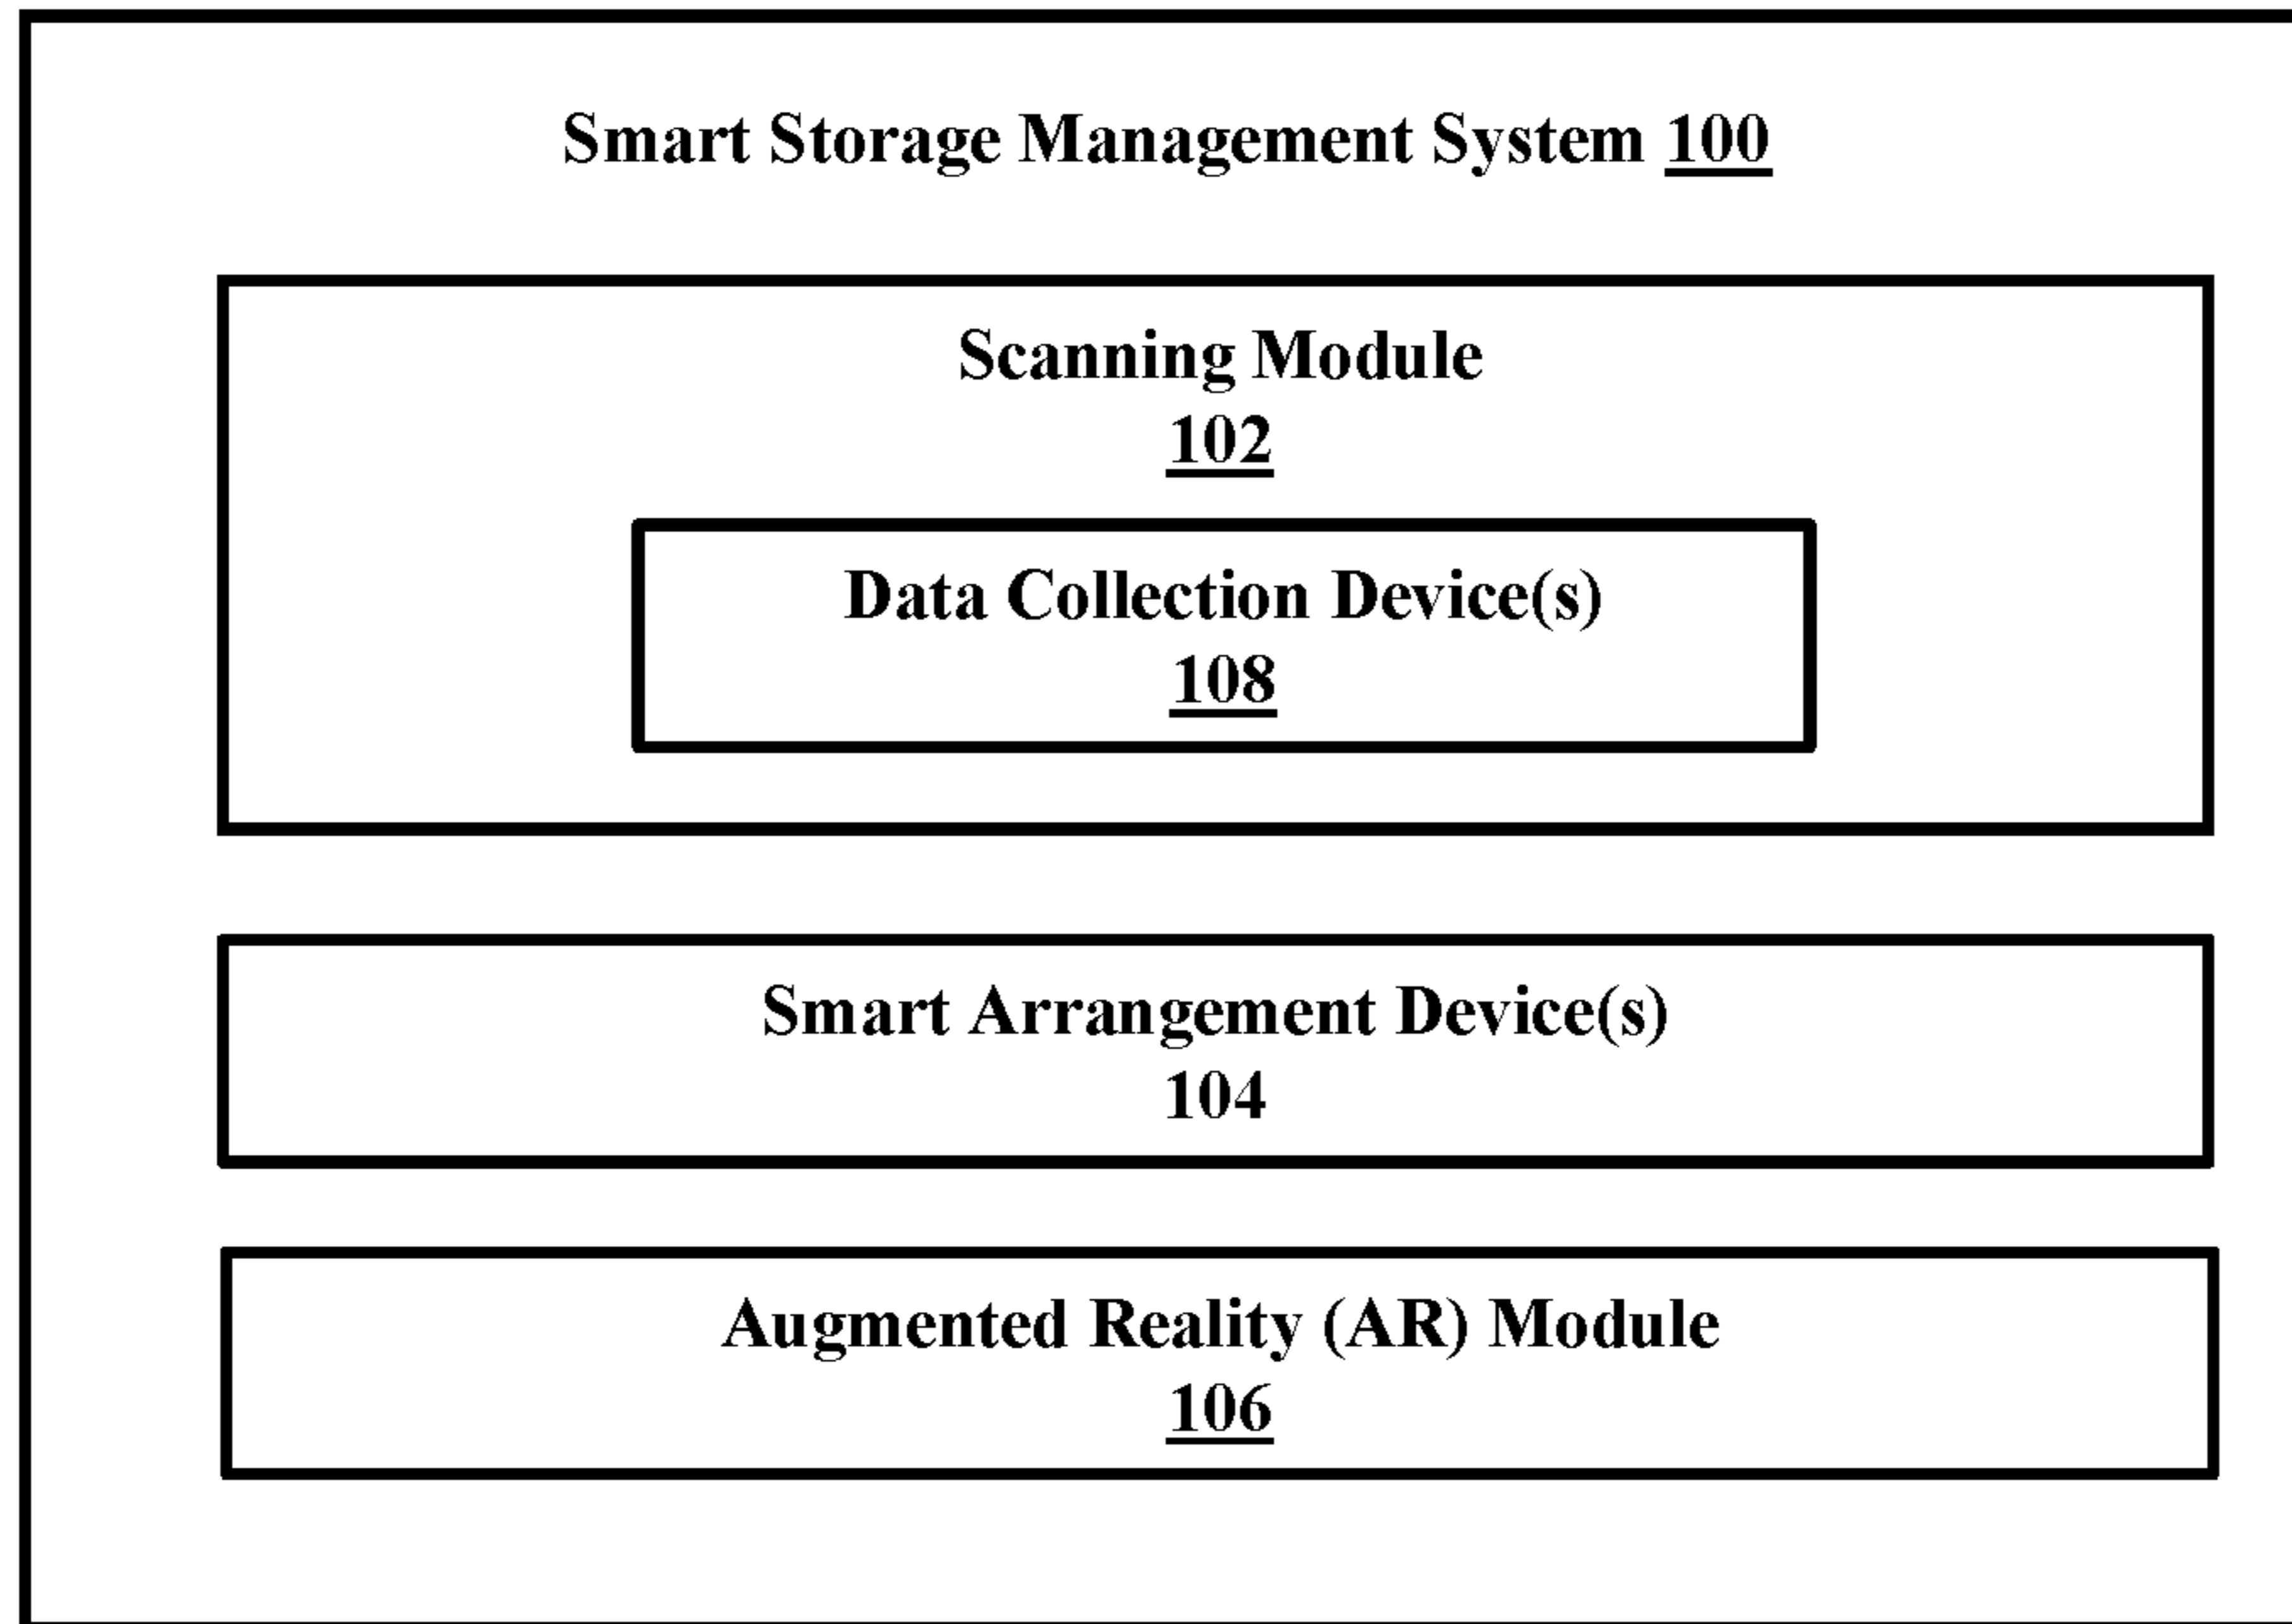 Smart Storage Management System 100
Scanning Module
102
Data Collection Device(s)
108
Smart Arrangement Device(s)
104
Augmented Reality (AR) Module
106